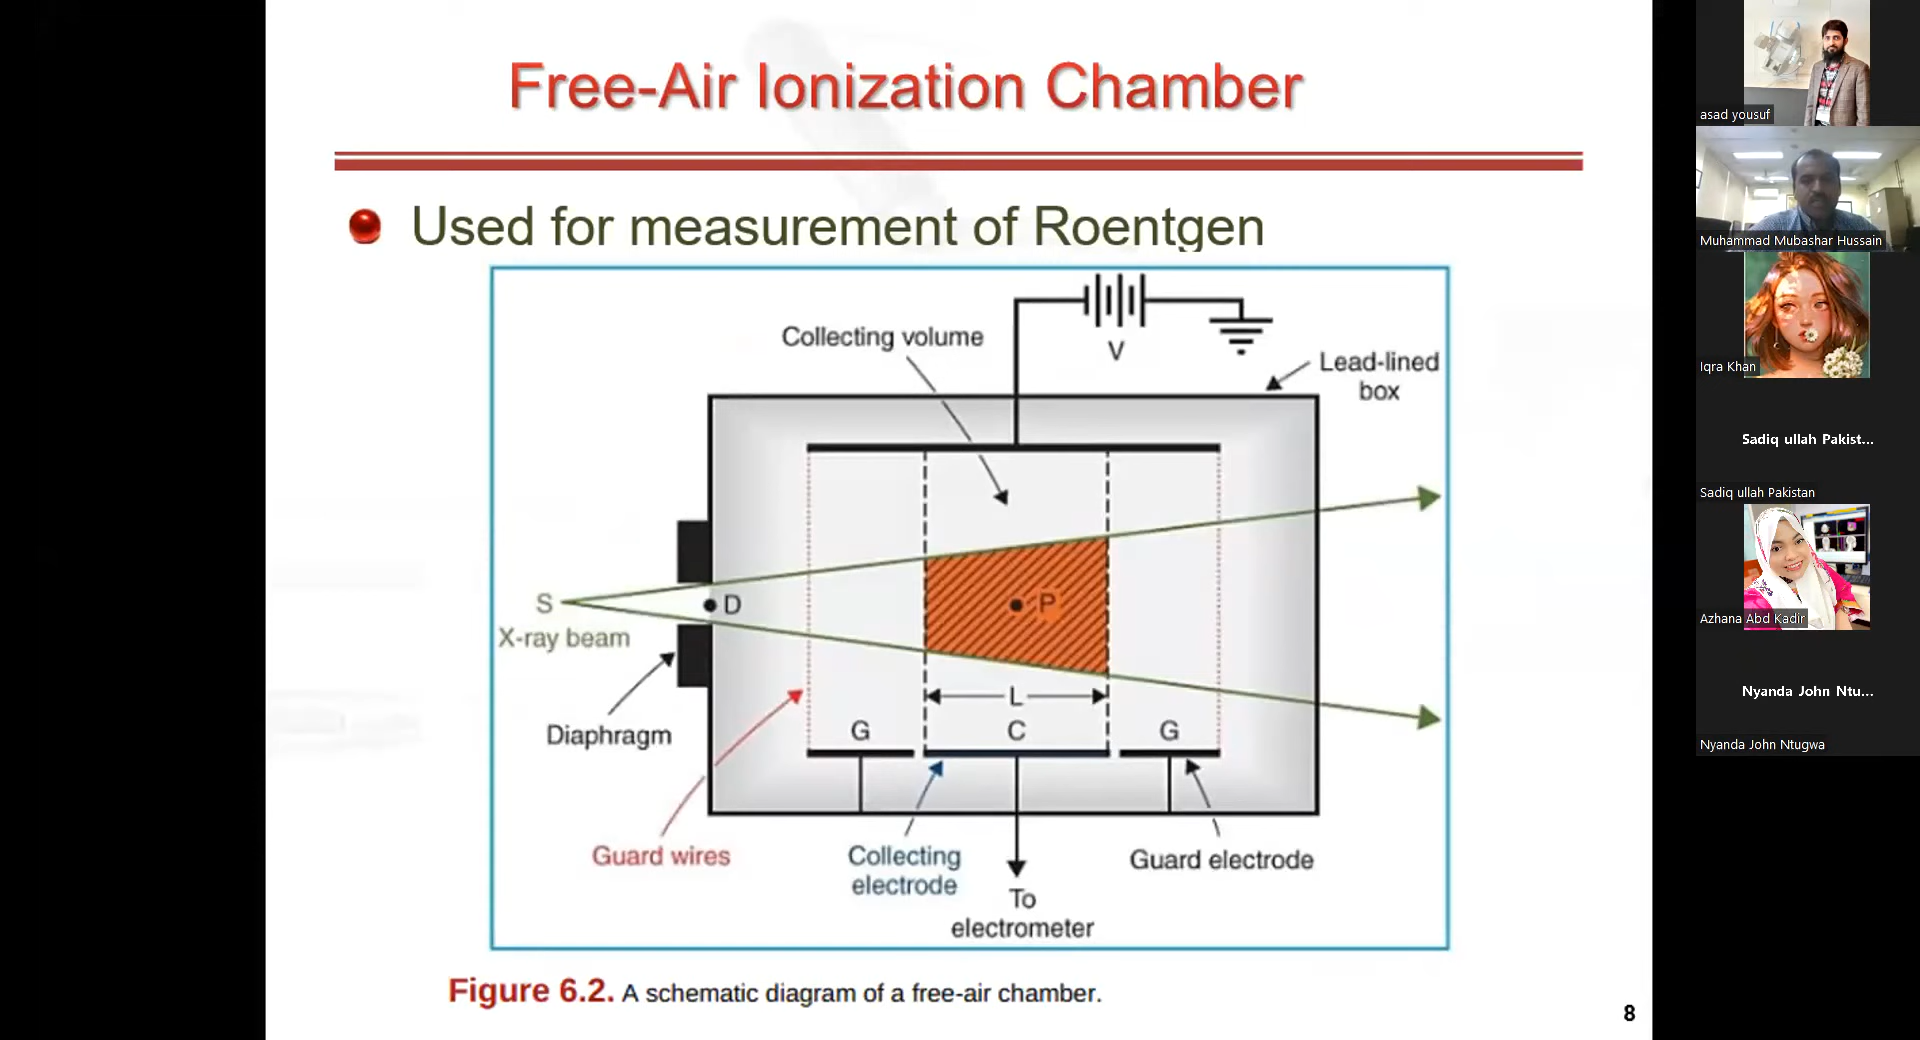 Free-Air Ionization Chamber
Used for measurement of Roentgen
Collecting volume
V
Lead-lined
box
S
D
P
X-ray beam
Diaphragm
L
G
C
G
Guard wires
Collecting
electrode
Guard electrode
To
electrometer
Figure 6.2. A schematic diagram of a free-air chamber.
8
asad yousuf
Muhammad Mubashar Hussain
Iqra Khan
Sadiq ullah Pakist...
Sadiq ullah Pakistan
Azhana Abd Kadir
Nyanda John Ntu...
Nyanda John Ntugwa